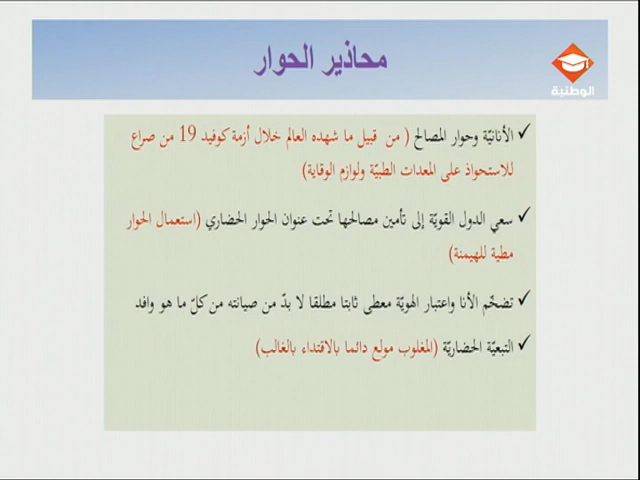 محاذير الحوار
الوطنية
✓ الأنانيّة وحوار المصالح ( من قبيل ما شهده العالم خلال أزمة كوفيد 19 من صراع
للاستحواذ على المعدات الطبيّة ولوازم الوقاية)
✓ سعي الدول القويّة إلى تأمين مصالحها تحت عنوان الحوار الحضاري (استعمال الحوار
مطية للهيمنة)
✓ تضخّم الأنا واعتبار الهويّة معطى ثابتا مطلقا لا بدّ من صيانته من كلّ ما هو وافد
✓ التبعيّة الحضاريّة (المغلوب مولع دائما بالاقتداء بالغالب)